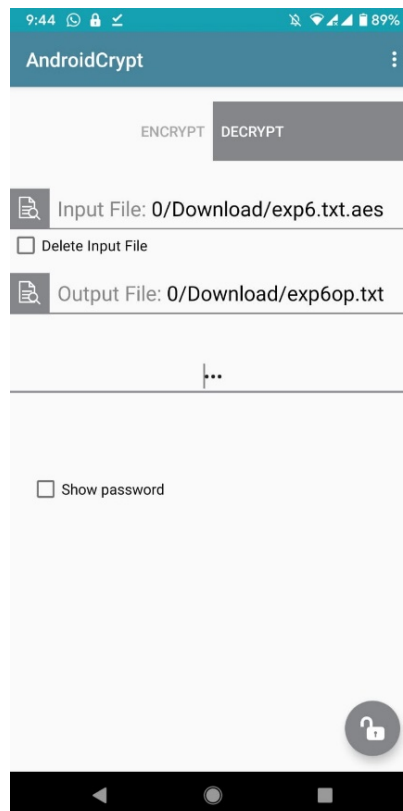 9:44 89%
AndroidCrypt
ENCRYPT DECRYPT
Input File: 0/Download/exp6.txt.aes
Delete Input File
Output File: 0/Download/exp6op.txt
•••
Show password